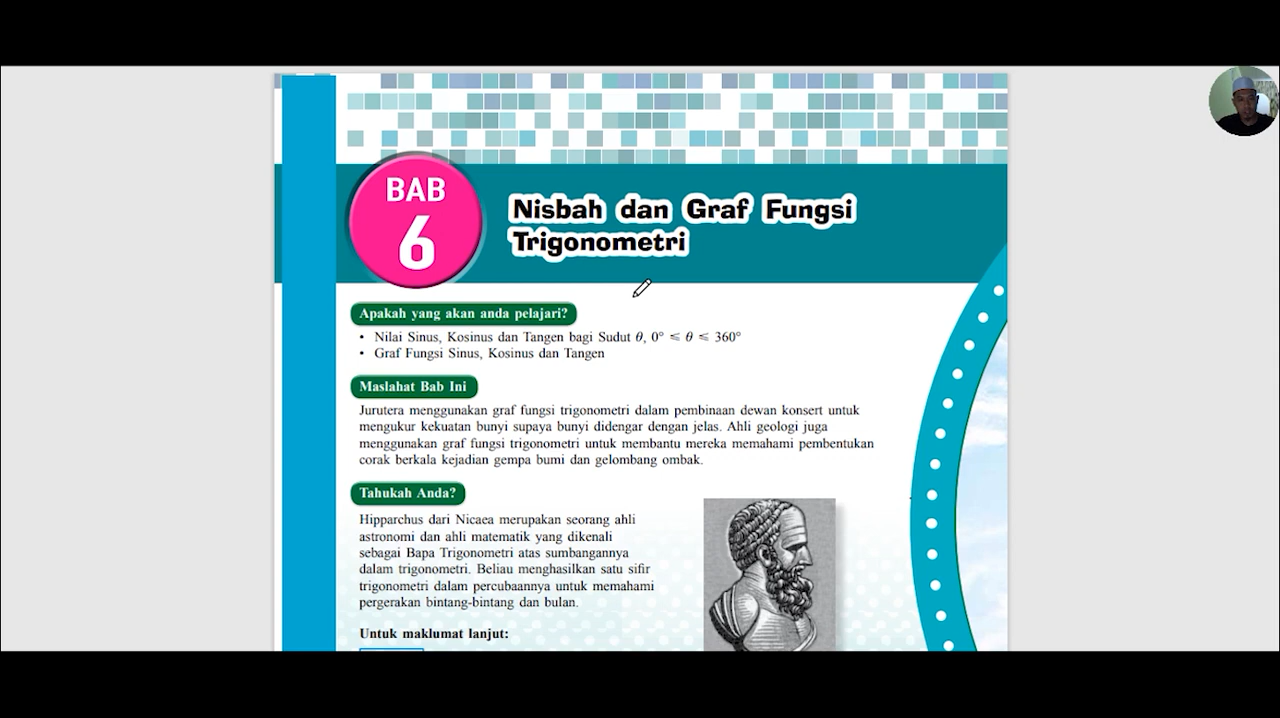 BAB
6
Nisbah dan Graf Fungsi
Trigonometri
Apakah yang akan anda pelajari?
• Nilai Sinus, Kosinus dan Tangen bagi Sudut θ, 0° ≤ θ ≤ 360°
• Graf Fungsi Sinus, Kosinus dan Tangen
Maslahat Bab Ini
Jurutera menggunakan graf fungsi trigonometri dalam pembinaan dewan konsert untuk
mengukur kekuatan bunyi supaya bunyi didengar dengan jelas. Ahli geologi juga
menggunakan graf fungsi trigonometri untuk membantu mereka memahami pembentukan
corak berkala kejadian gempa bumi dan gelombang ombak.
Tahukah Anda?
Hipparchus dari Nicaea merupakan seorang ahli
astronomi dan ahli matematik yang dikenali
sebagai Bapa Trigonometri atas sumbangannya
dalam trigonometri. Beliau menghasilkan satu sifir
trigonometri dalam percubaannya untuk memahami
pergerakan bintang-bintang dan bulan.
Untuk maklumat lanjut: